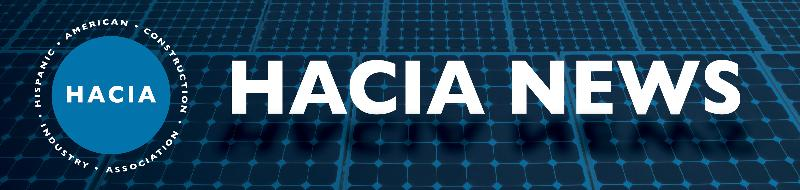 HISPANIC • AMERICAN • CONSTRUCTION • INDUSTRY • ASSOCIATION •
HACIA
HACIA NEWS